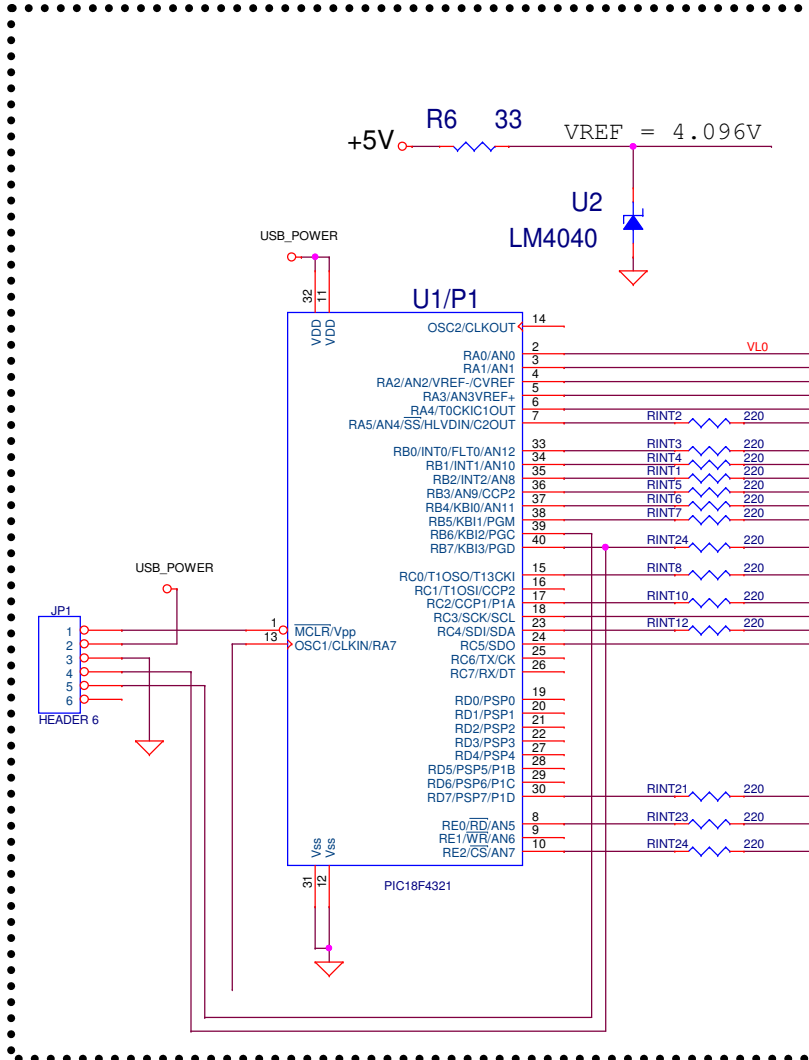 R6 33
+5V
VREF = 4.096V
U2
LM4040
USB_POWER
32
11
VDD
VDD
U1/P1
OSC2/CLKOUT 14
RA0/AN0 2 VL0
RA1/AN1 3
RA2/AN2/VREF-/CVREF 4
RA3/AN3VREF+ 5
RA4/T0CKIC1OUT 6
RA5/AN4/SS/HLVDIN/C2OUT 7 RINT2 220
RB0/INT0/FLT0/AN12 33 RINT3 220
RB1/INT1/AN10 34 RINT4 220
RB2/INT2/AN8 35 RINT1 220
RB3/AN9/CCP2 36 RINT5 220
RB4/KBI0/AN11 37 RINT6 220
RB5/KBI1/PGM 38 RINT7 220
RB6/KBI2/PGC 39
RB7/KBI3/PGD 40 RINT24 220
RC0/T1OSO/T13CKI 15 RINT8 220
RC1/T1OSI/CCP2 16
RC2/CCP1/P1A 17 RINT10 220
RC3/SCK/SCL 18
RC4/SDI/SDA 23 RINT12 220
RC5/SDO 24
RC6/TX/CK 25
RC7/RX/DT 26
RD0/PSP0 19
RD1/PSP1 20
RD2/PSP2 21
RD3/PSP3 22
RD4/PSP4 27
RD5/PSP5/P1B 28
RD6/PSP6/P1C 29
RD7/PSP7/P1D 30 RINT21 220
RE0/RD/AN5 8 RINT23 220
RE1/WR/AN6 9
RE2/CS/AN7 10 RINT24 220
USB_POWER
JP1
1
2
3
4
5
6
HEADER 6
1 MCLR/Vpp
13 OSC1/CLKIN/RA7
Vss
Vss
31
12
PIC18F4321